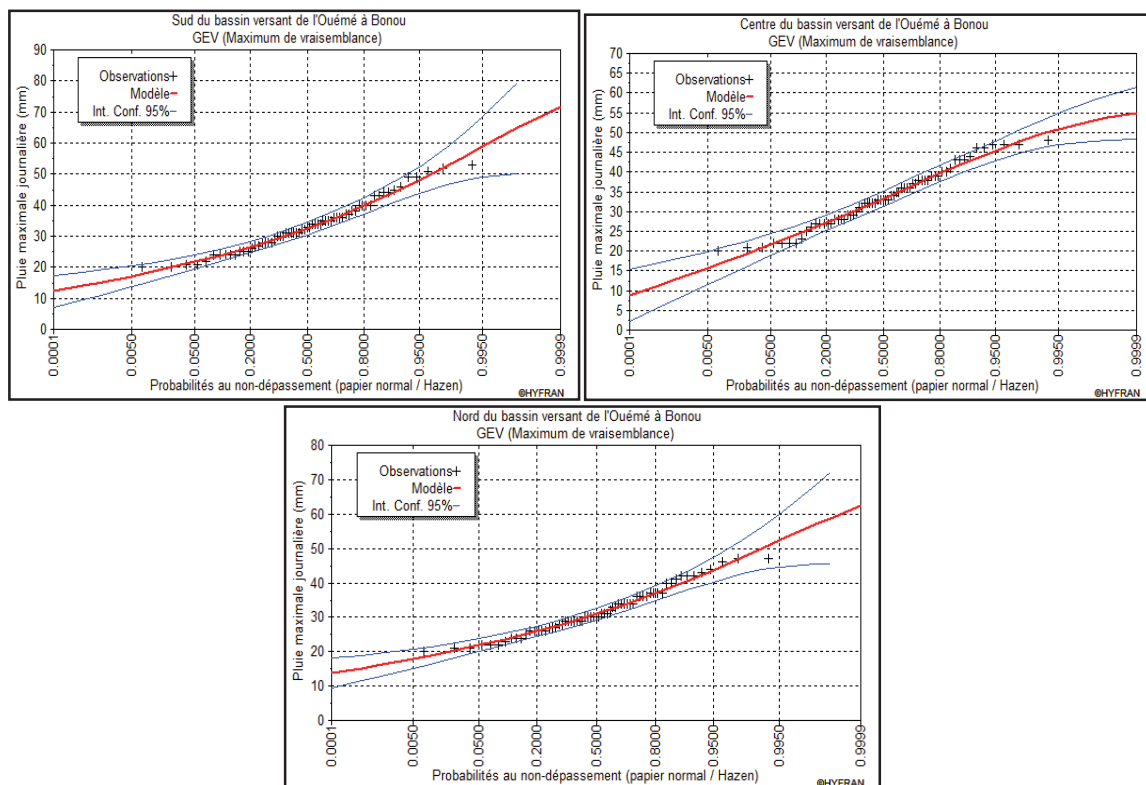 Sud du bassin versant de l'Ouémé à Bonou
GEV (Maximum de vraisemblance)
Pluie maximale journalière (mm)
90
80
70
60
50
40
30
20
10
0
Observations
Modèle
Int. Conf. 95%
0.0001
0.0050
0.0500
0.2000
0.5000
0.8000
0.9500
0.9950
0.9999
Probabilités au non-dépassement (papier normal / Hazen)
©HYFRAN
Centre du bassin versant de l'Ouémé à Bonou
GEV (Maximum de vraisemblance)
Pluie maximale journalière (mm)
70
65
60
55
50
45
40
35
30
25
20
15
10
5
0
Observations
Modèle
Int. Conf. 95%
0.0001
0.0050
0.0500
0.2000
0.5000
0.8000
0.9500
0.9950
0.9999
Probabilités au non-dépassement (papier normal / Hazen)
©HYFRAN
Nord du bassin versant de l'Ouémé à Bonou
GEV (Maximum de vraisemblance)
Pluie maximale journalière (mm)
80
70
60
50
40
30
20
10
0
Observations
Modèle
Int. Conf. 95%
0.0001
0.0050
0.0500
0.2000
0.5000
0.8000
0.9500
0.9950
0.9999
Probabilités au non-dépassement (papier normal / Hazen)
©HYFRAN